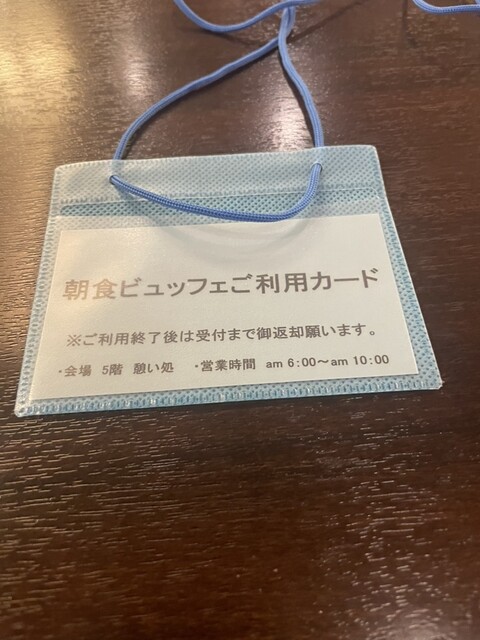 朝食ビュッフェご利用カード
※ご利用終了後は受付まで御返却願います。
・会場 5階 憩い処 ・営業時間 am 6:00～am 10:00